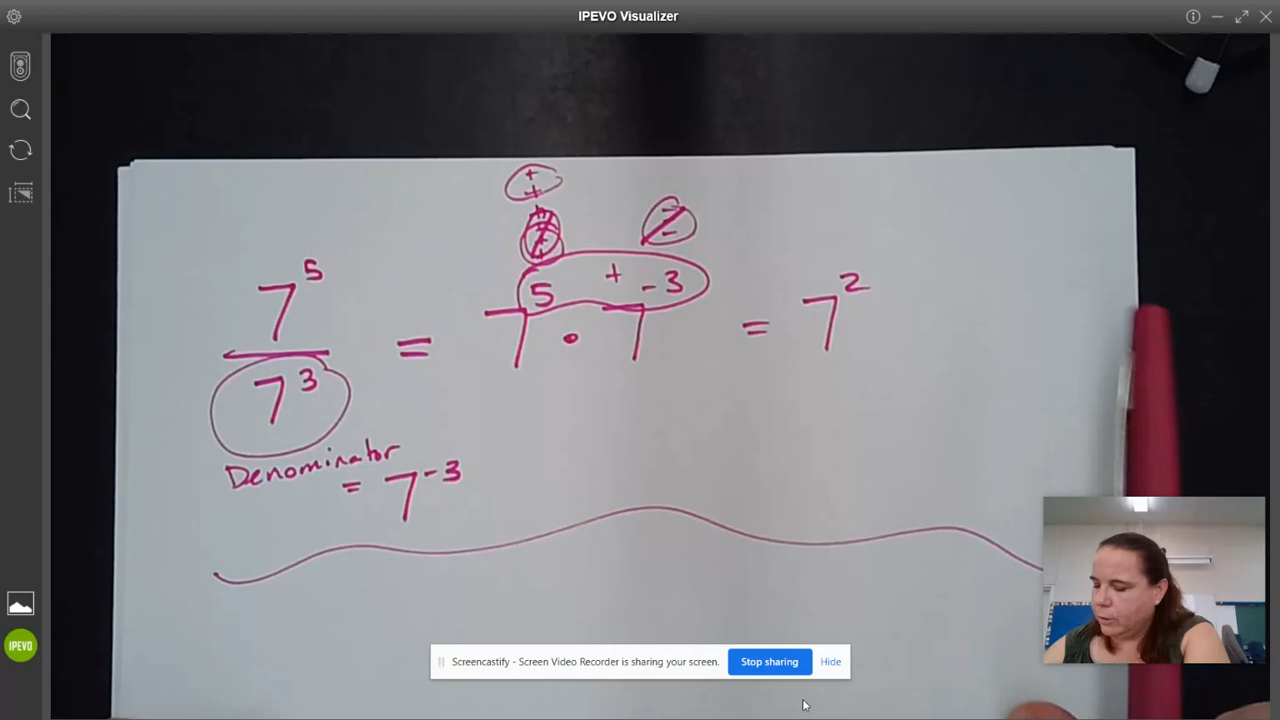 IPEVO Visualizer
7^5 / 7^3 = 7^5 · 7^-3 = 7^2
5 + -3
Denominator
= 7^-3
Screencastify - Screen Video Recorder is sharing your screen.
Stop sharing
Hide
IPEVO